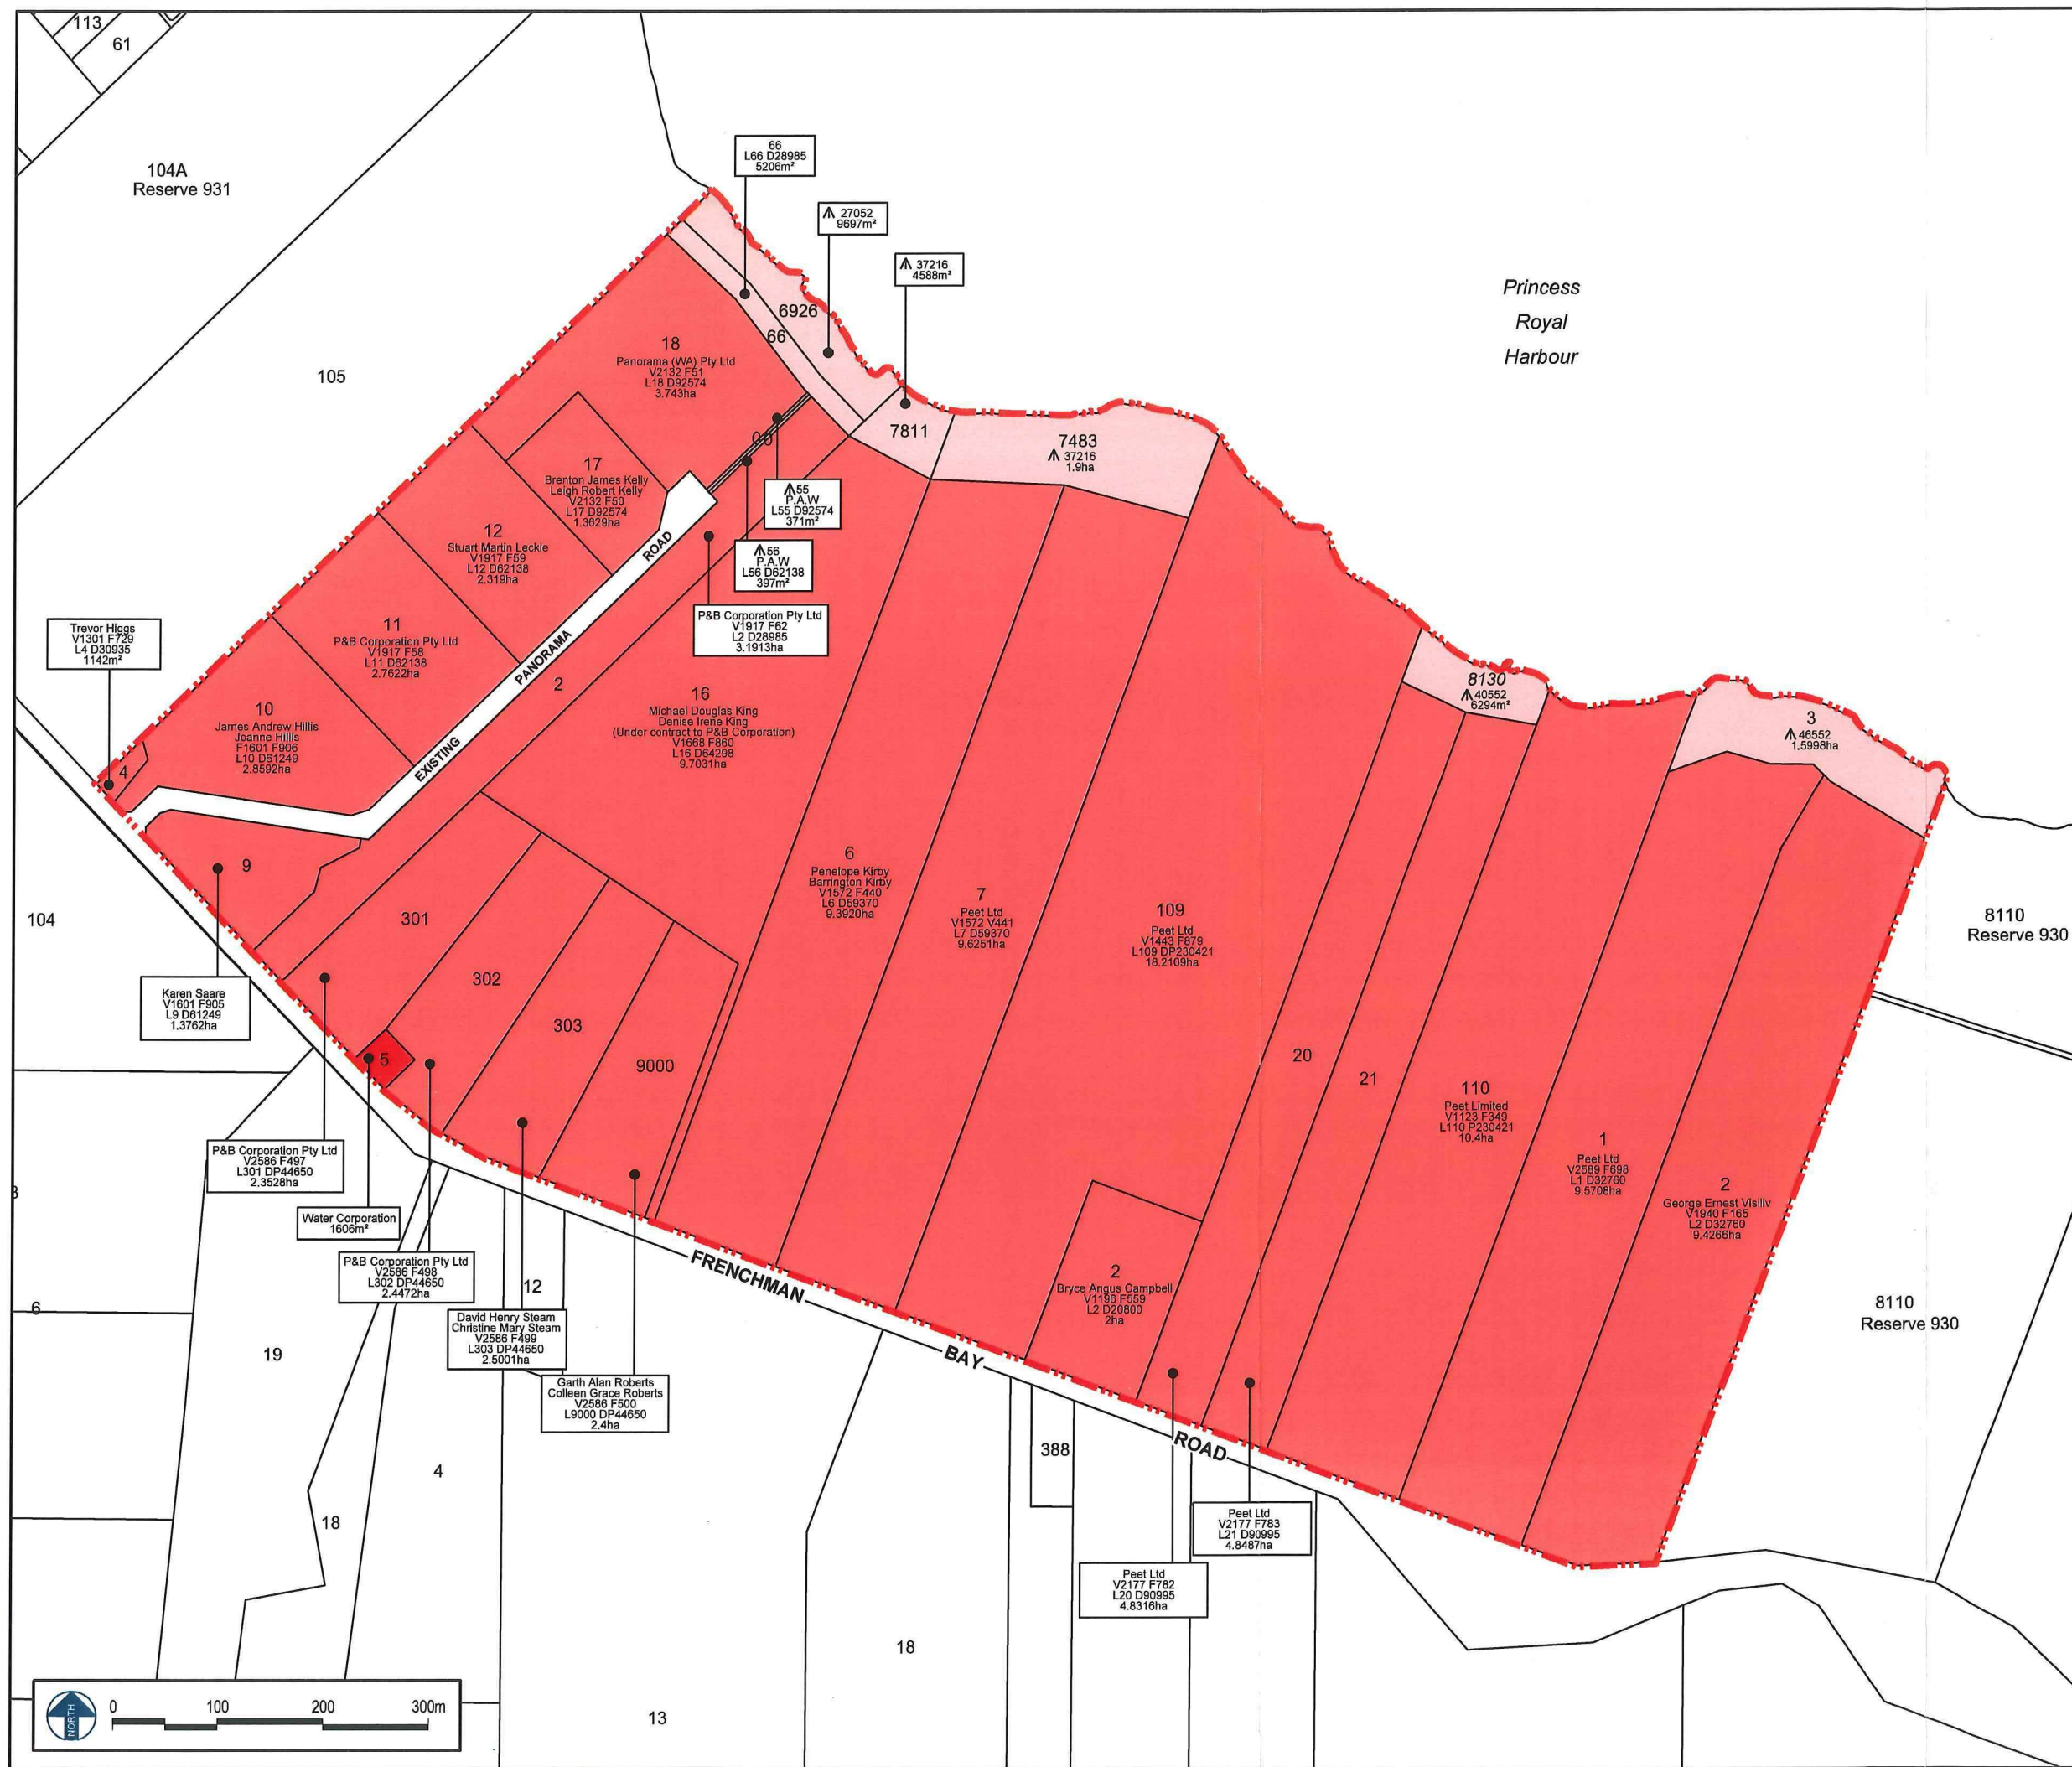 113
61
104A
Reserve 931
105
66
L66 D28985
5206m²
27052
9697m²
37216
4588m²
Princess
Royal
Harbour
6926
66
18
Panorama (WA) Pty Ltd
V2132 F51
L18 D92574
3.743ha
7811
7483
37216
1.9ha
17
Brenton James Kelly
Leigh Robert Kelly
V2132 F50
L17 D92574
1.3629ha
55
P.A.W
L55 D92574
371m²
12
Stuart Martin Leckie
V1917 F59
L12 D62138
2.319ha
56
P.A.W
L56 D62138
397m²
P&B Corporation Pty Ltd
V1917 F62
L2 D28985
3.1913ha
Trevor Higgs
V1301 F729
L4 D30935
1142m²
11
P&B Corporation Pty Ltd
V1917 F58
L11 D62138
2.7622ha
EXISTING PANORAMA ROAD
2
8130
40552
6294m²
3
46552
1.5998ha
10
James Andrew Hillis
Joanne Hillis
F1601 F906
L10 D61249
2.8592ha
16
Michael Douglas King
Denise Irene King
(Under contract to P&B Corporation)
V1668 F860
L16 D64298
9.7031ha
4
9
6
Penelope Kirby
Barrington Kirby
V1572 F440
L6 D59370
9.3920ha
7
Peet Ltd
V1572 V441
L7 D59370
9.6251ha
109
Peet Ltd
V1443 F879
L109 DP230421
18.2109ha
104
301
8110
Reserve 930
302
Karen Saare
V1601 F905
L9 D61249
1.3762ha
303
5
9000
20
21
110
Peet Limited
V1123 F349
L110 P230421
10.4ha
1
Peet Ltd
V2589 F698
L1 D32760
9.5708ha
2
George Ernest Visiliv
V1940 F165
L2 D32760
9.4266ha
P&B Corporation Pty Ltd
V2586 F497
L301 DP44650
2.3528ha
Water Corporation
1606m²
P&B Corporation Pty Ltd
V2586 F498
L302 DP44650
2.4472ha
12
FRENCHMAN BAY ROAD
2
Bryce Angus Campbell
V1196 F559
L2 D20800
2ha
6
8110
Reserve 930
David Henry Steam
Christine Mary Steam
V2586 F499
L303 DP44650
2.5001ha
19
Garth Alan Roberts
Colleen Grace Roberts
V2586 F500
L9000 DP44650
2.4ha
388
4
18
Peet Ltd
V2177 F783
L21 D90995
4.8487ha
Peet Ltd
V2177 F782
L20 D90995
4.8316ha
18
13
NORTH
0 100 200 300m